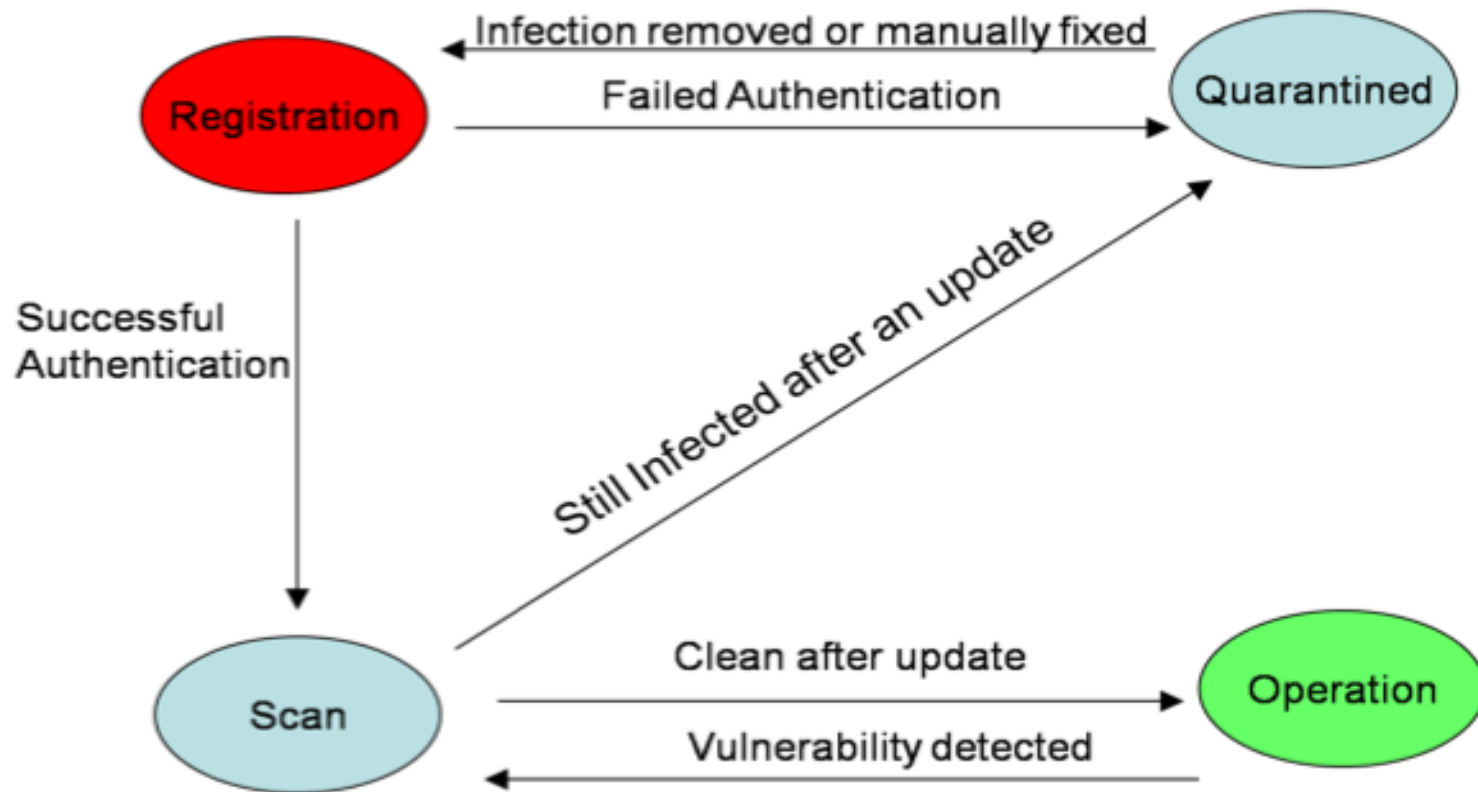 Infection removed or manually fixed
Registration
Failed Authentication
Quarantined
Successful
Authentication
Still Infected after an update
Clean after update
Scan
Operation
Vulnerability detected